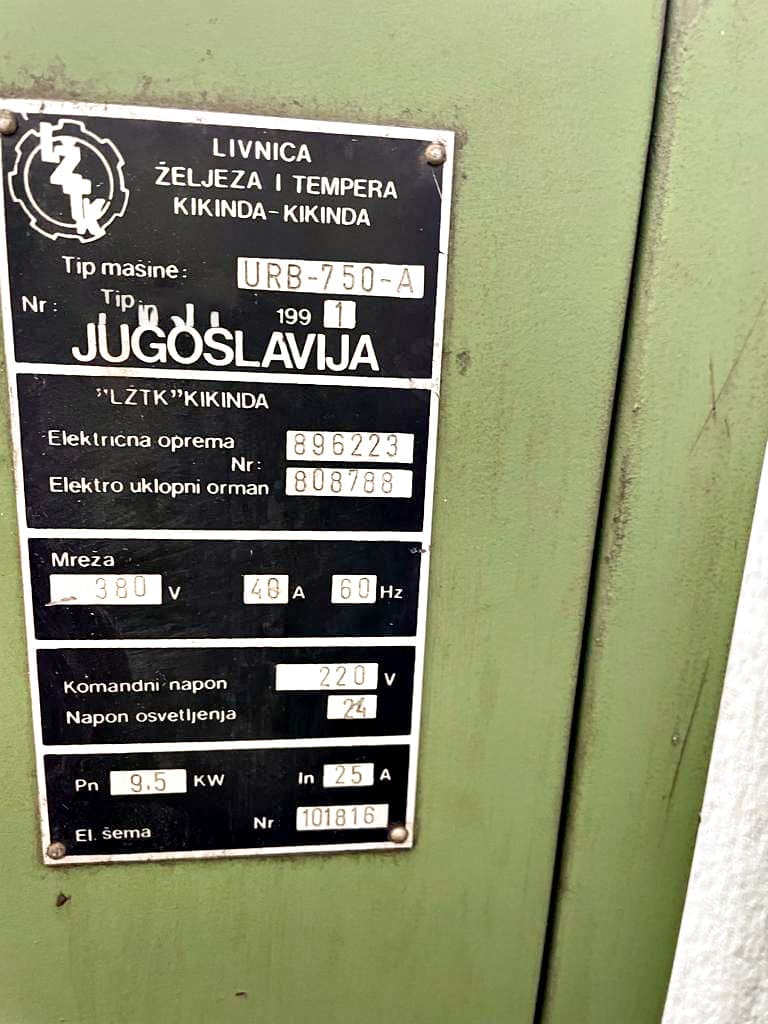 LŽTK
LIVNICA
ŽELJEZA I TEMPERA
KIKINDA-KIKINDA
Tip mašine: URB-750-A
Nr: Tip 199 1
JUGOSLAVIJA
"LŽTK" KIKINDA
Električna oprema 896223
Nr:
Elektro uklopni orman 808788
Mreža
380 V 40 A 60 Hz
Komandni napon 220 V
Napon osvetljenja 24
Pn 9.5 KW In 25 A
El. šema Nr 101816